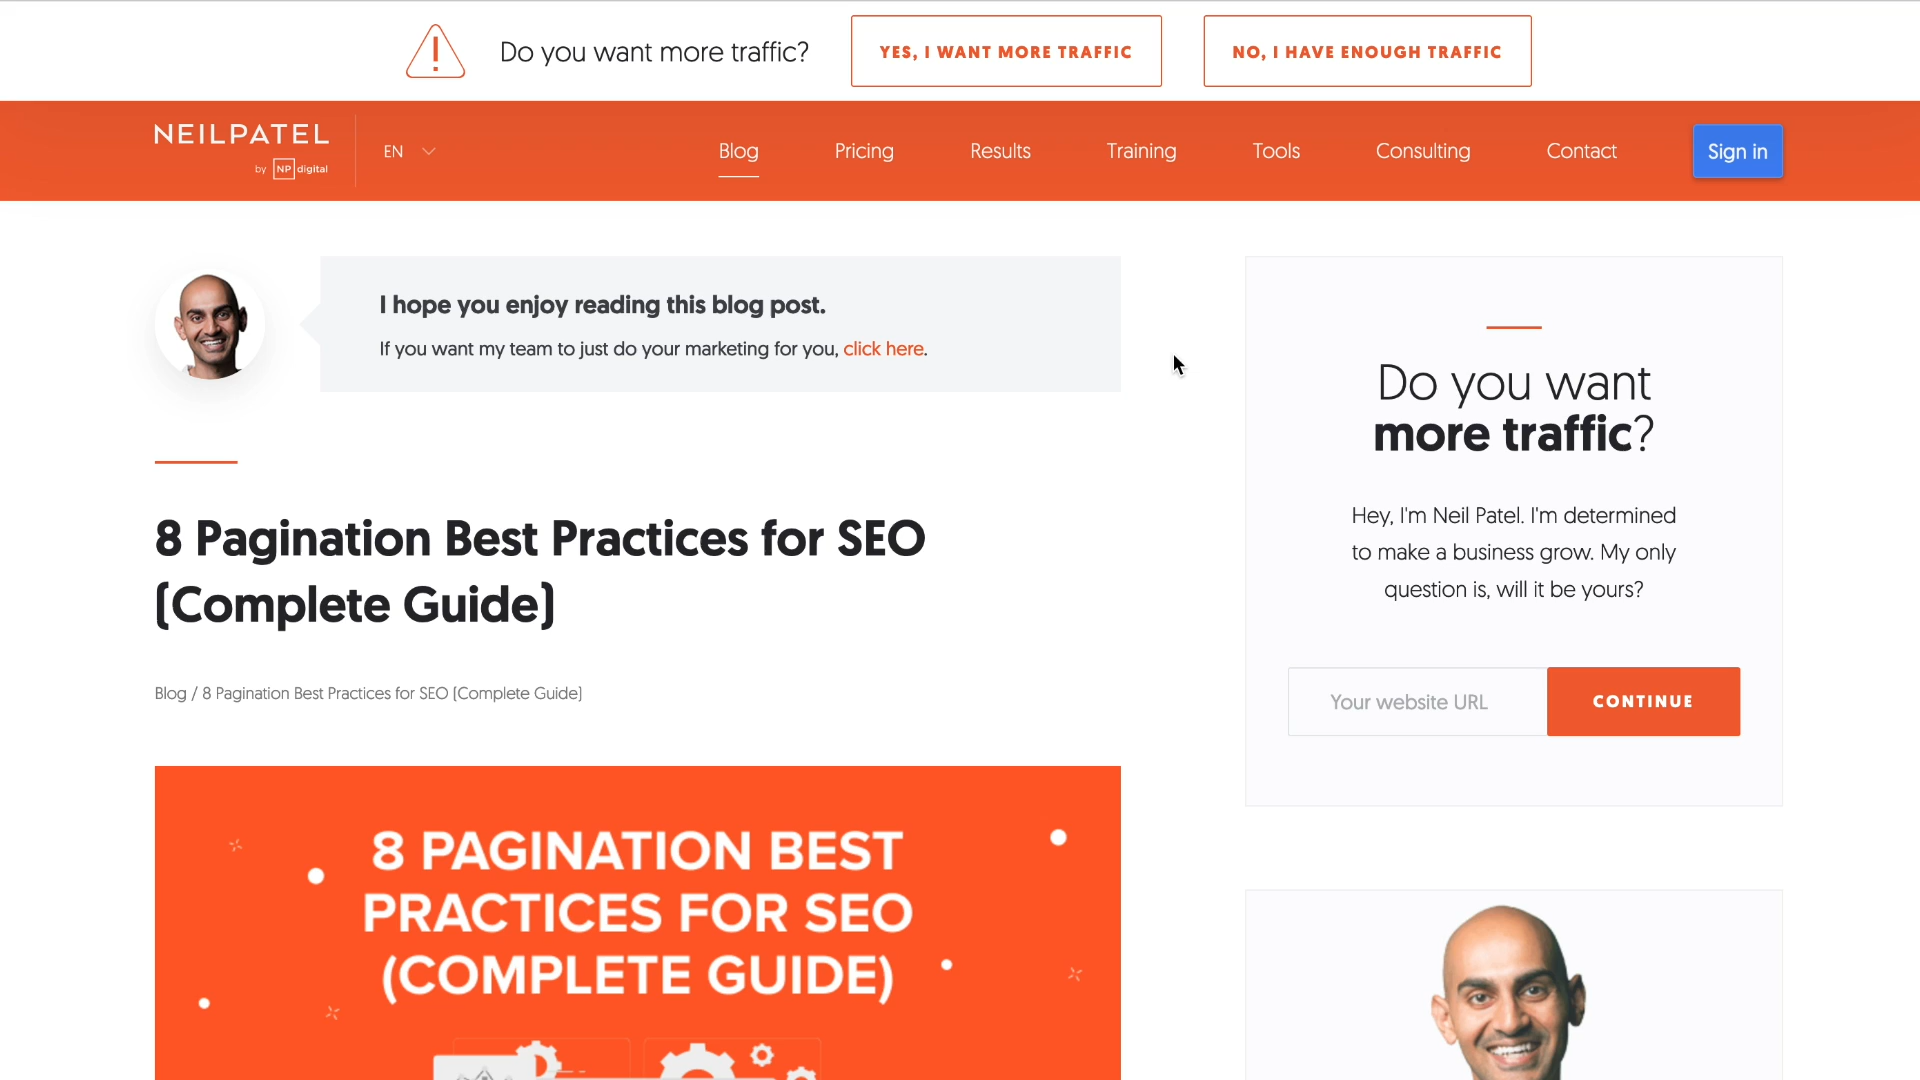 Do you want more traffic?
YES, I WANT MORE TRAFFIC
NO, I HAVE ENOUGH TRAFFIC
NEILPATEL
by NP digital
EN
Blog
Pricing
Results
Training
Tools
Consulting
Contact
Sign in
I hope you enjoy reading this blog post.
If you want my team to just do your marketing for you, click here.
8 Pagination Best Practices for SEO
(Complete Guide)
Blog / 8 Pagination Best Practices for SEO (Complete Guide)
8 PAGINATION BEST
PRACTICES FOR SEO
(COMPLETE GUIDE)
Do you want
more traffic?
Hey, I'm Neil Patel. I'm determined
to make a business grow. My only
question is, will it be yours?
Your website URL
CONTINUE